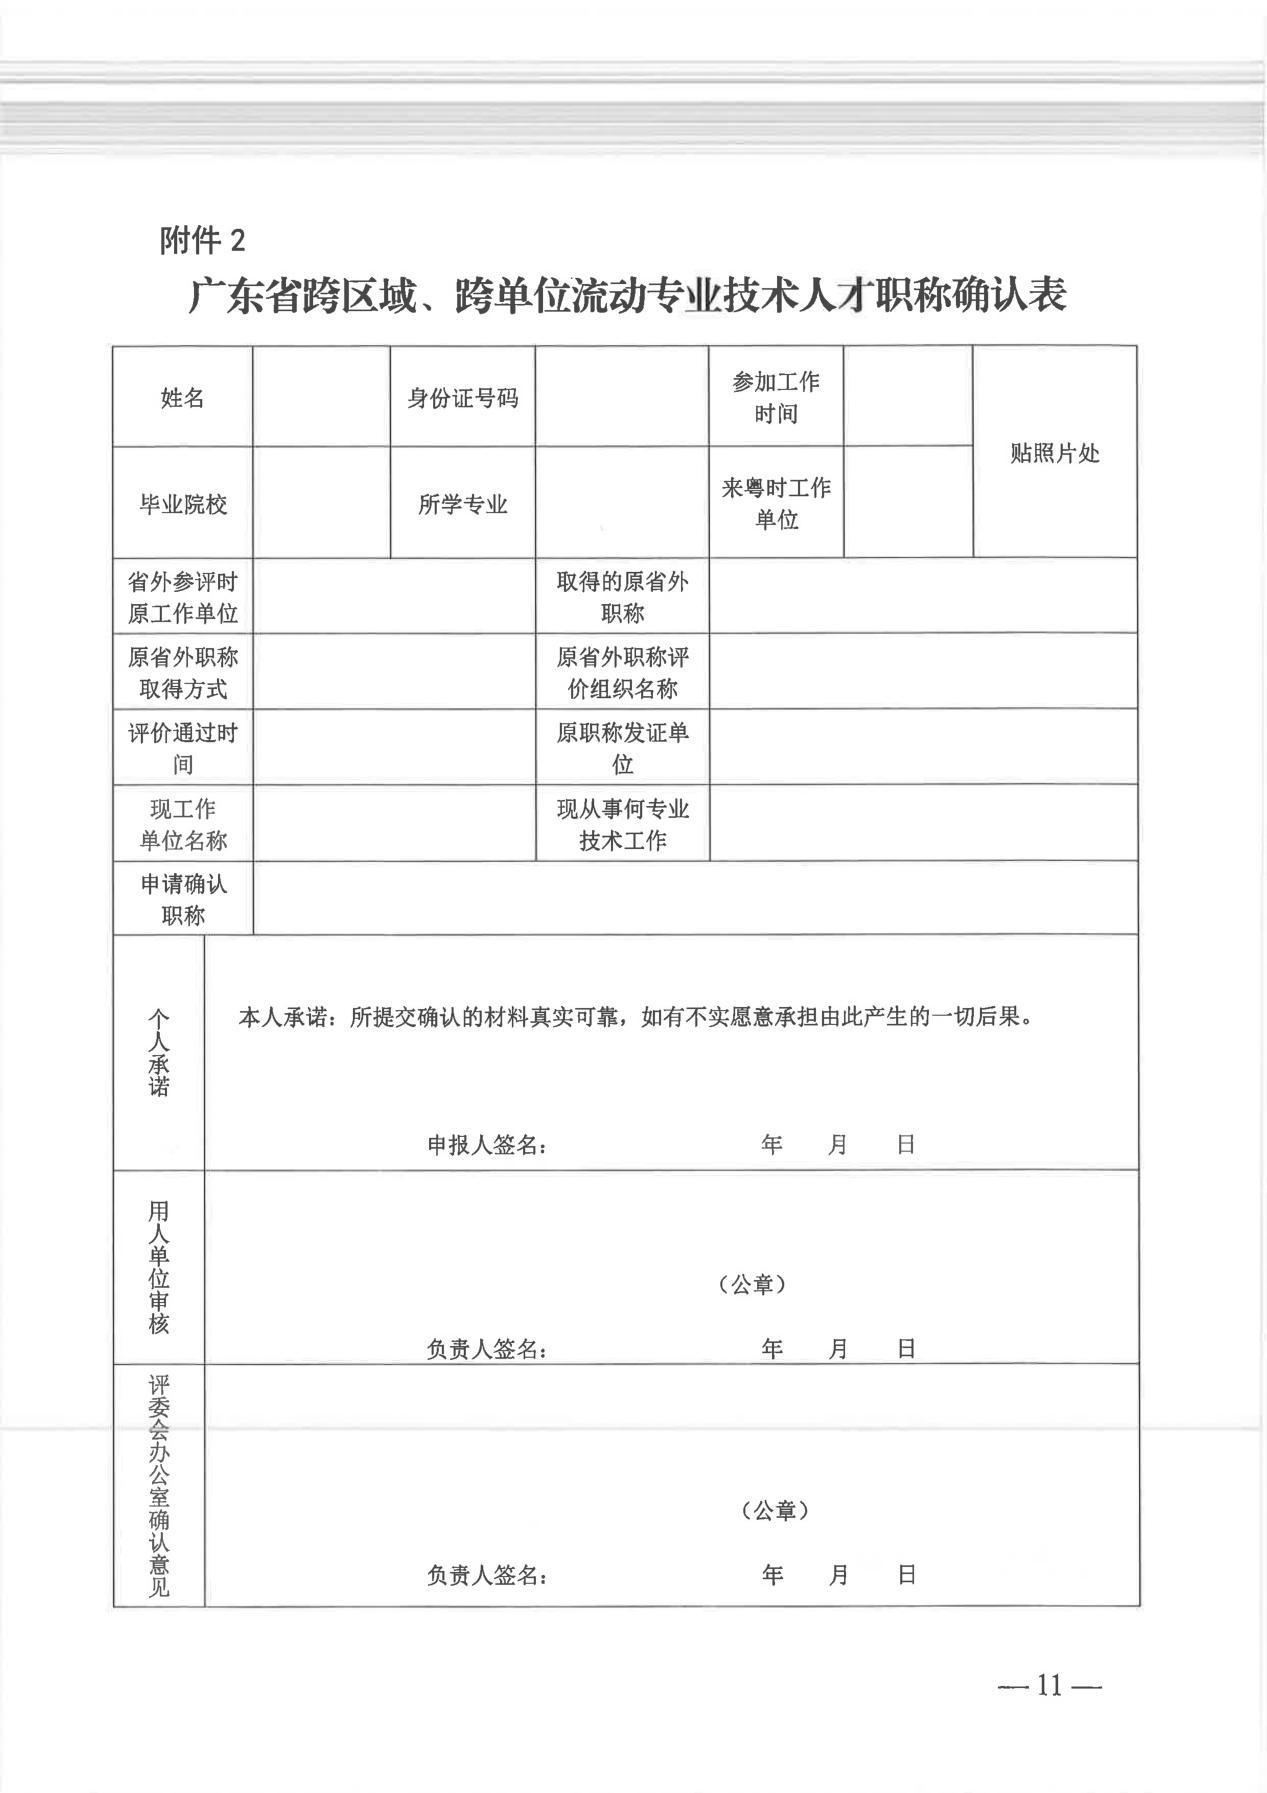 附件 2
广东省跨区域、跨单位流动专业技术人才职称确认表
姓名
身份证号码
参加工作
时间
贴照片处
毕业院校
所学专业
来粤时工作
单位
省外参评时
原工作单位
取得的原省外
职称
原省外职称
取得方式
原省外职称评
价组织名称
评价通过时
间
原职称发证单
位
现工作
单位名称
现从事何专业
技术工作
申请确认
职称
个人承诺
本人承诺：所提交确认的材料真实可靠，如有不实愿意承担由此产生的一切后果。
申报人签名： 年 月 日
用人单位审核
（公章）
负责人签名： 年 月 日
评委会办公室确认意见
（公章）
负责人签名： 年 月 日
— 11 —